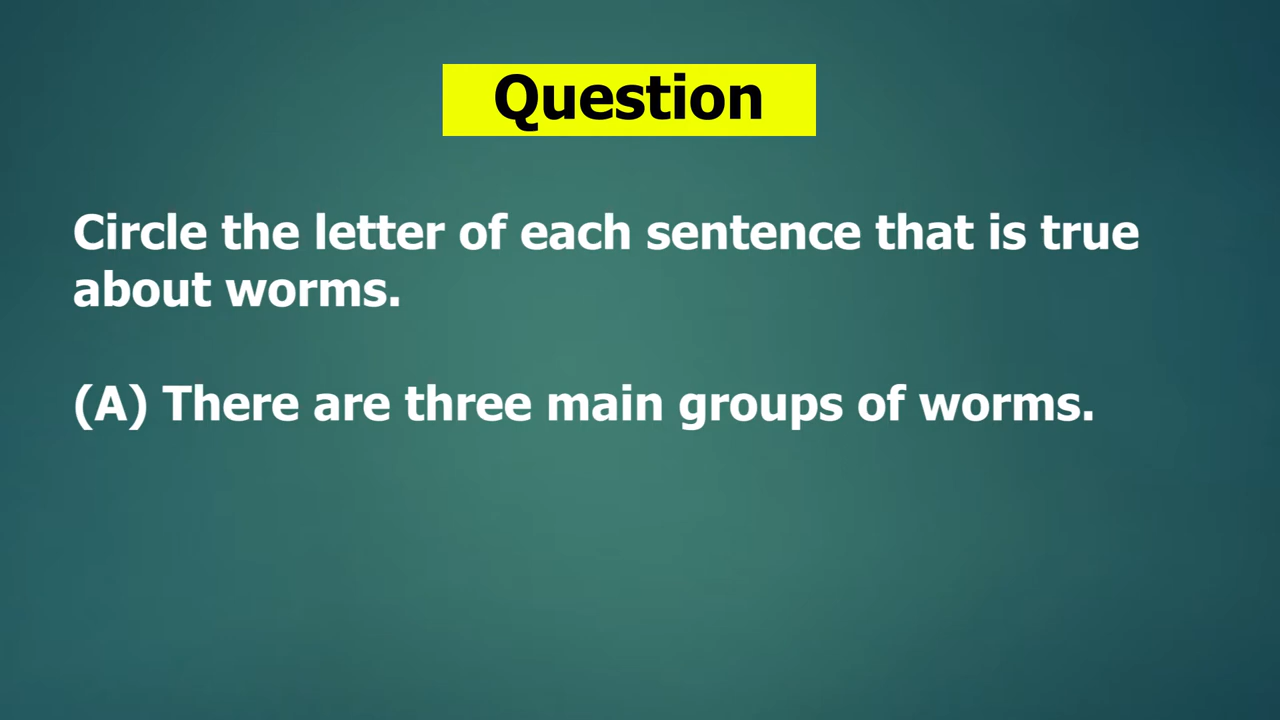 Question
Circle the letter of each sentence that is true
about worms.
(A) There are three main groups of worms.